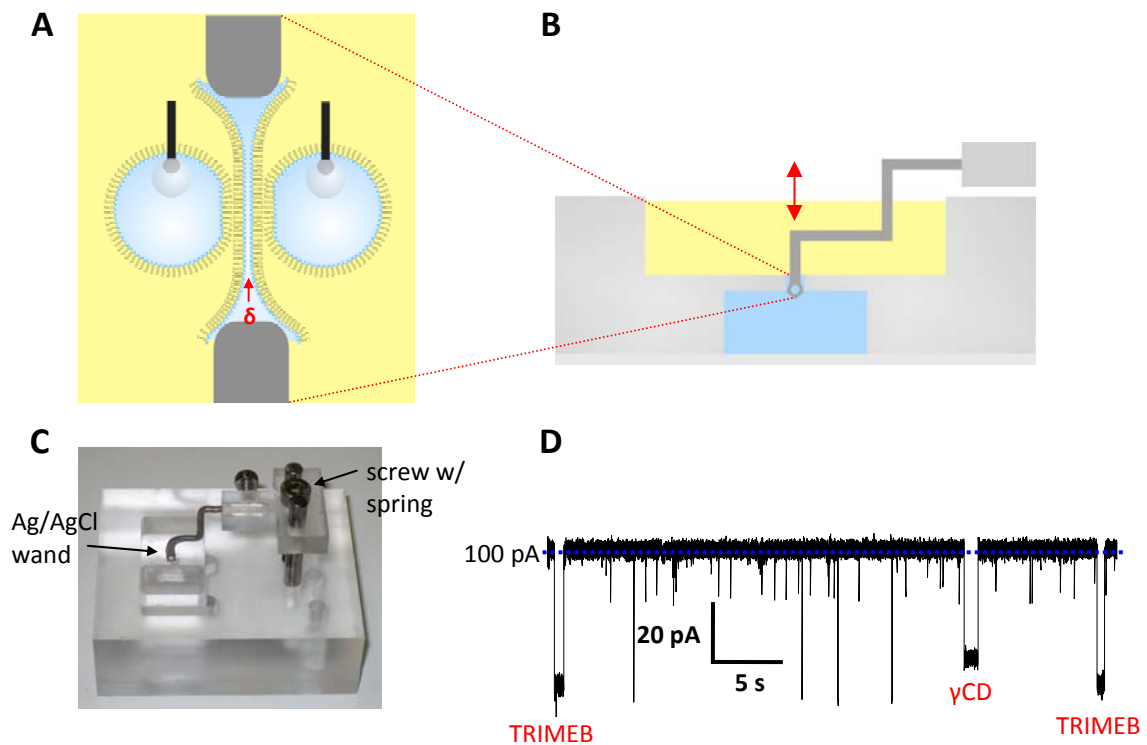 A
B
δ
C
screw w/
spring
Ag/AgCl
wand
D
100 pA
20 pA
5 s
γCD
TRIMEB
TRIMEB